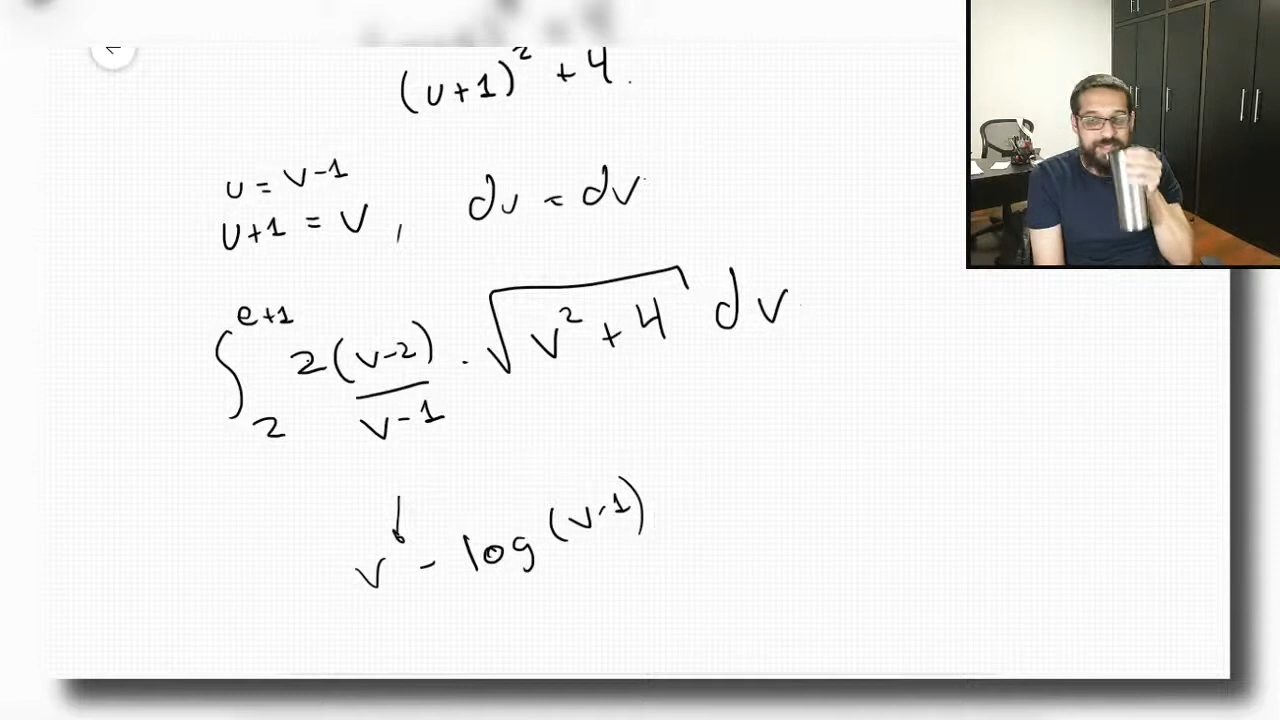 (u+1)² + 4.
u = v-1
u+1 = v , du = dv
∫₂^{e+1} 2(v-2)/(v-1) · √(v² + 4) dv
↓
v - log(v-1)